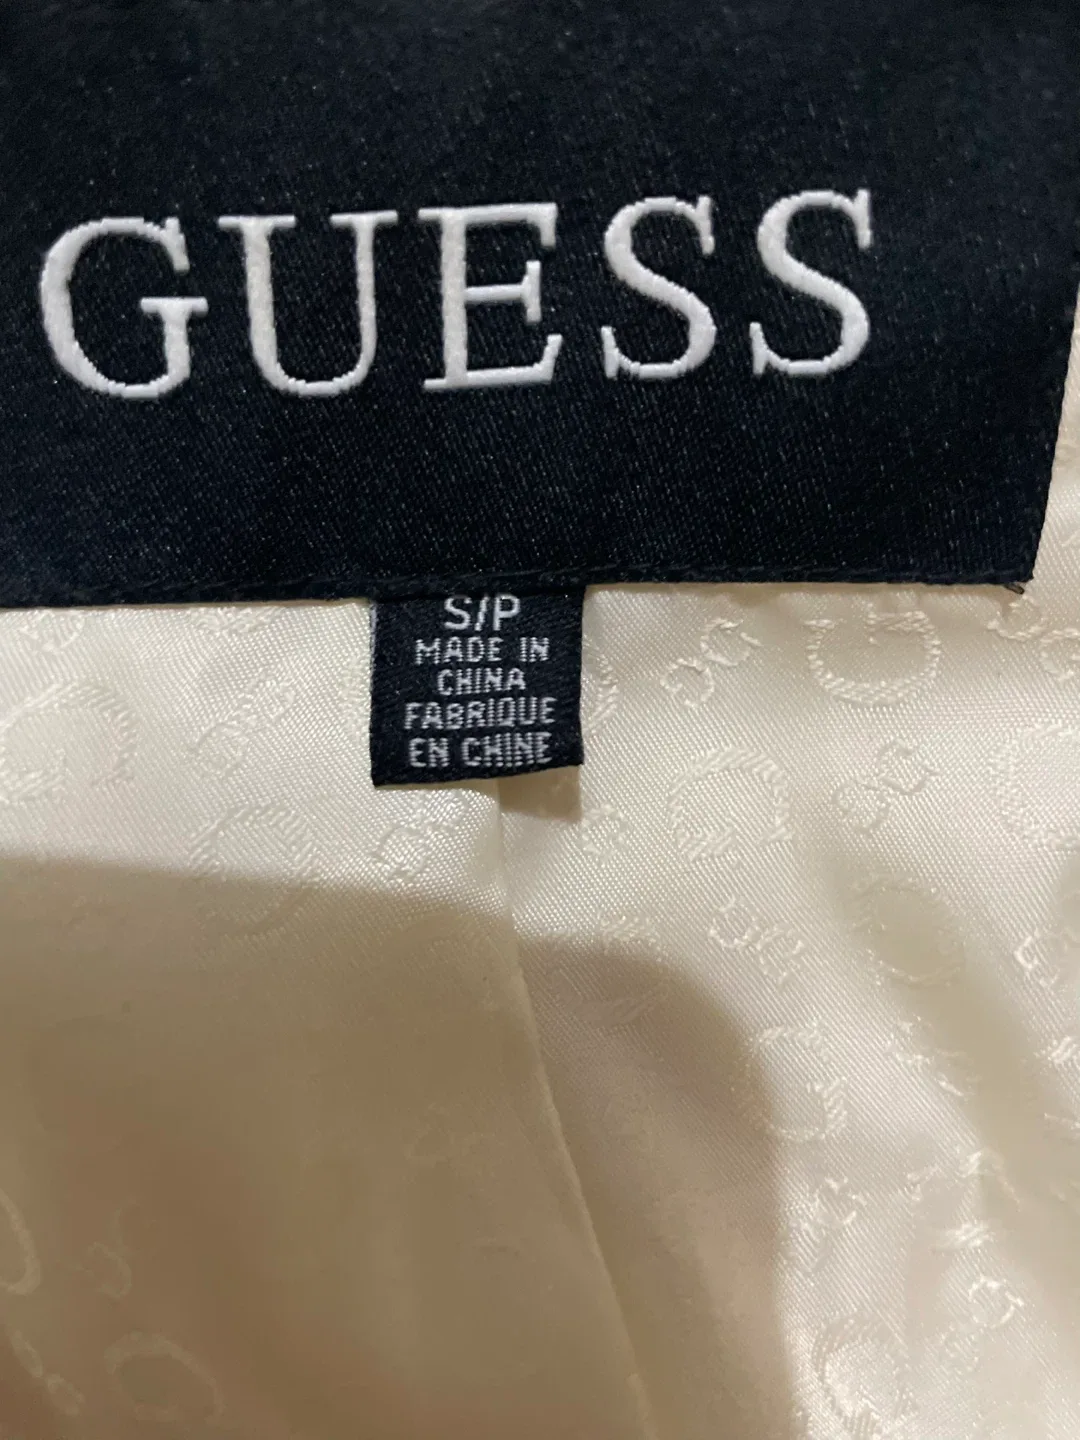 GUESS
S/P
MADE IN
CHINA
FABRIQUE
EN CHINE